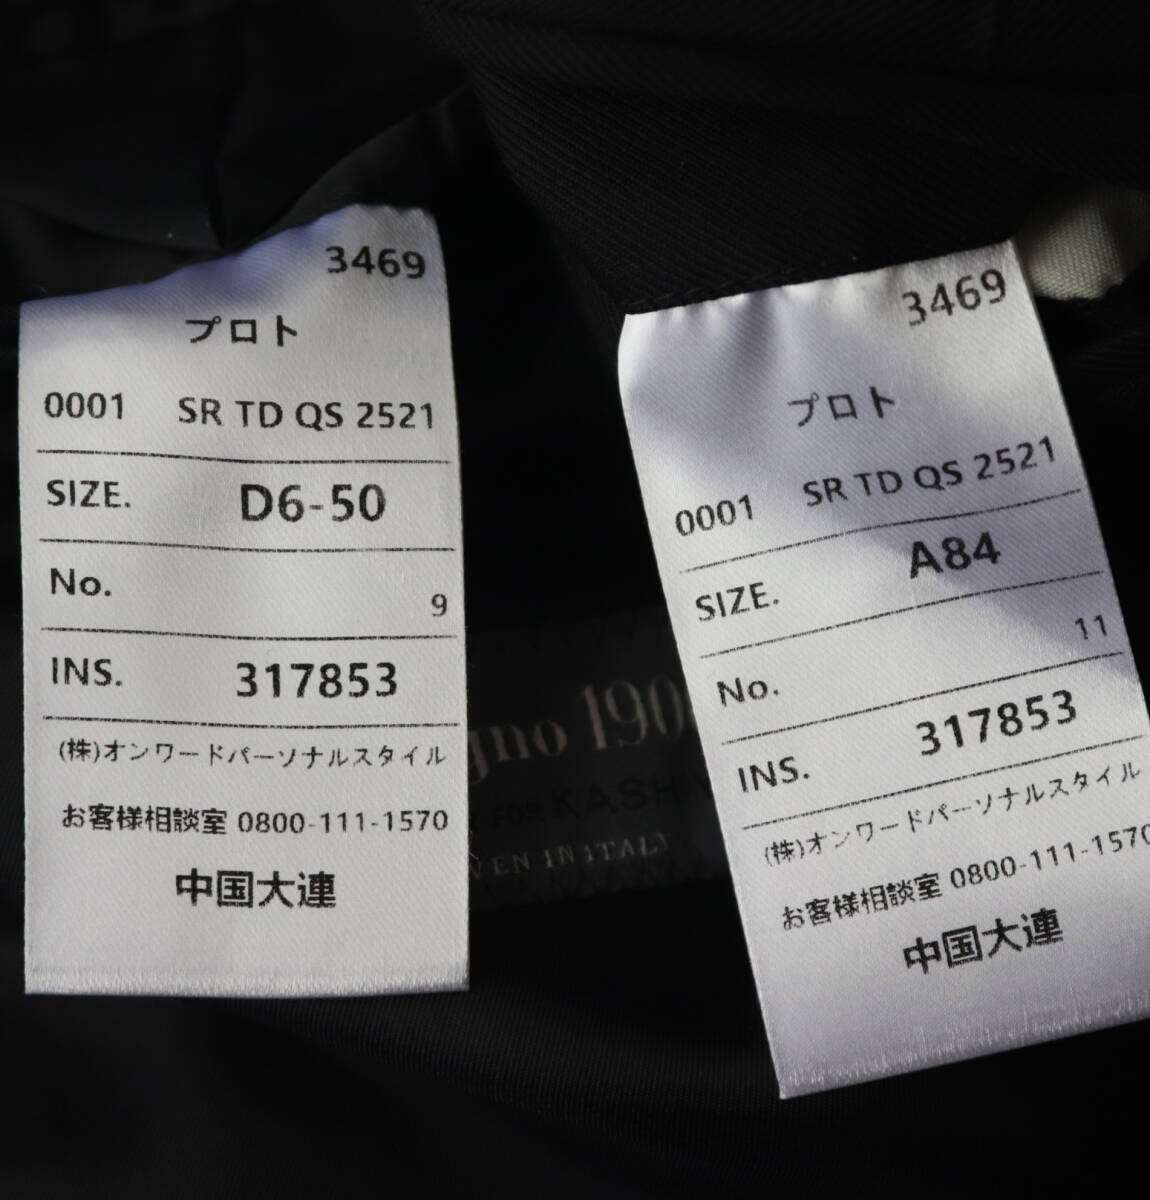 3469
プロト
0001 SR TD QS 2521
SIZE. D6-50
No. 9
INS. 317853
(株)オンワードパーソナルスタイル
お客様相談室 0800-111-1570
中国大連
3469
プロト
0001 SR TD QS 2521
SIZE. A84
No. 11
INS. 317853
(株)オンワードパーソナルスタイル
お客様相談室 0800-111-1570
中国大連
FOR
IN ITALY